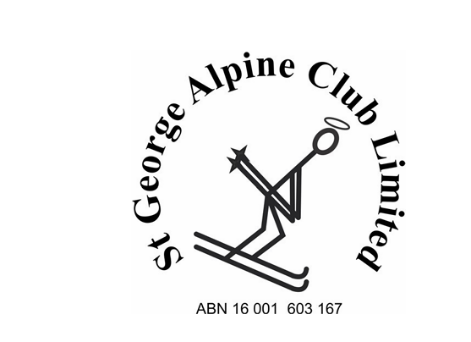 St George Alpine Club Limited
ABN 16 001 603 167